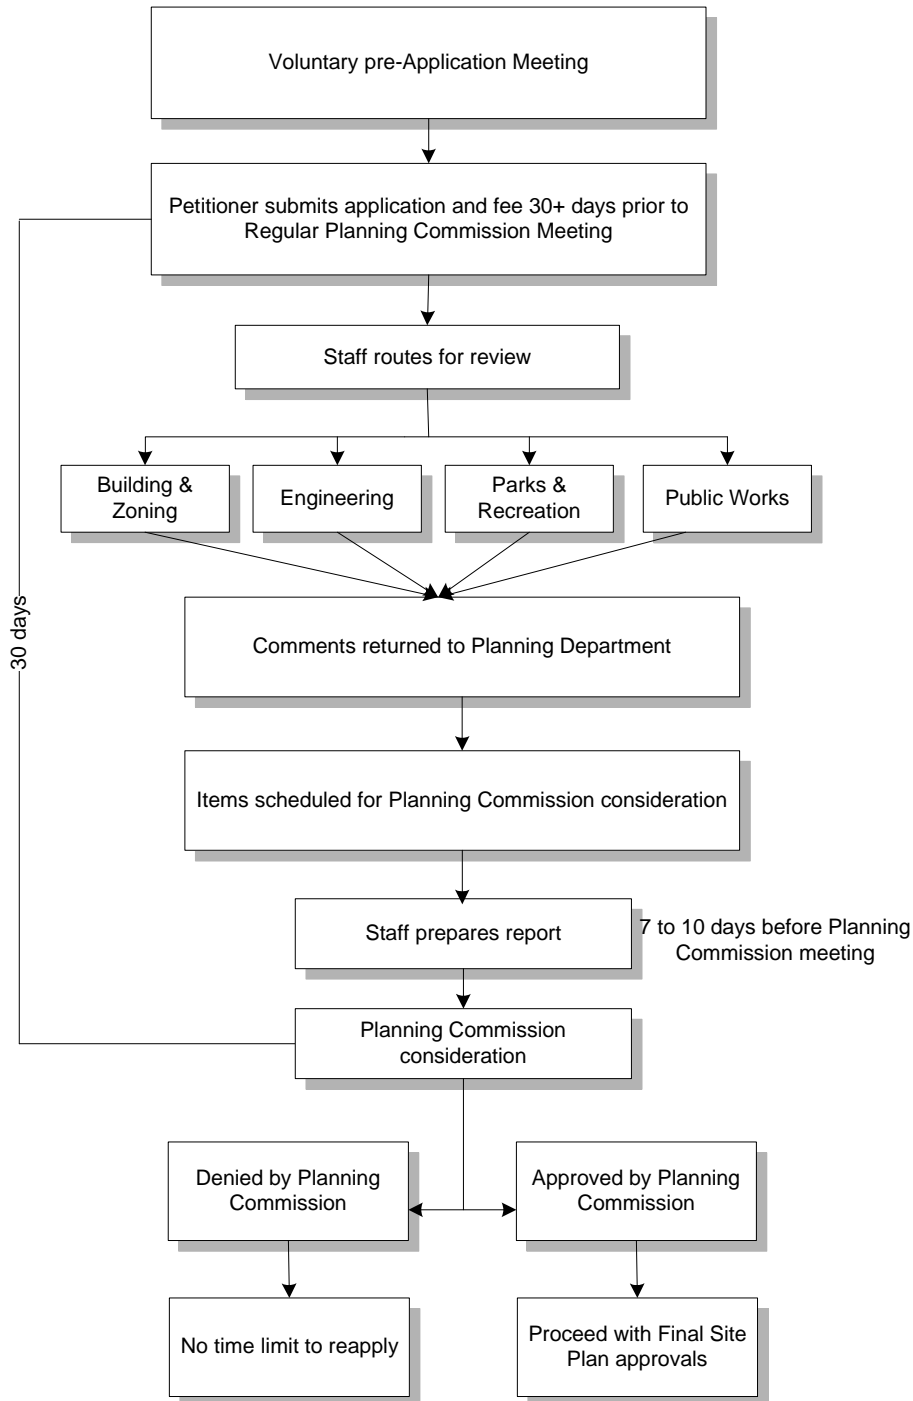 Voluntary pre-Application Meeting
Petitioner submits application and fee 30+ days prior to
Regular Planning Commission Meeting
Staff routes for review
Building &
Zoning
Engineering
Parks &
Recreation
Public Works
30 days
Comments returned to Planning Department
Items scheduled for Planning Commission consideration
Staff prepares report
7 to 10 days before Planning
Commission meeting
Planning Commission
consideration
Denied by Planning
Commission
Approved by Planning
Commission
No time limit to reapply
Proceed with Final Site
Plan approvals